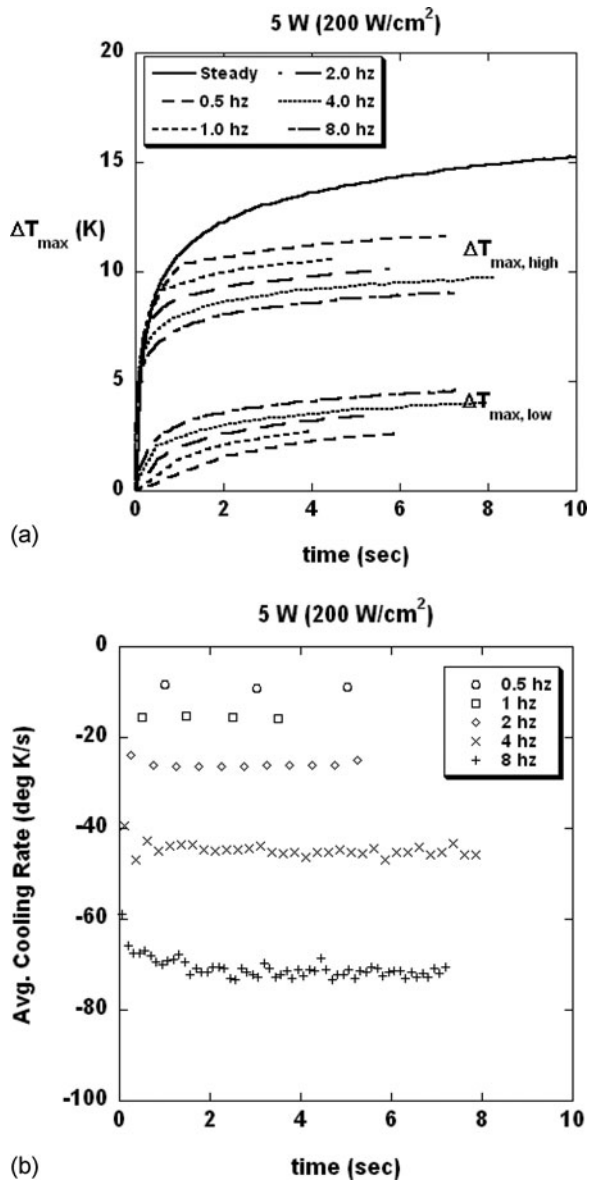 5 W (200 W/cm²)
20
15
10
5
0
ΔT_max (K)
Steady
0.5 hz
1.0 hz
2.0 hz
4.0 hz
8.0 hz
ΔT_max, high
ΔT_max, low
0 2 4 6 8 10
(a)
time (sec)
5 W (200 W/cm²)
0
-20
-40
-60
-80
-100
Avg. Cooling Rate (deg K/s)
0.5 hz
1 hz
2 hz
4 hz
8 hz
0 2 4 6 8 10
(b)
time (sec)